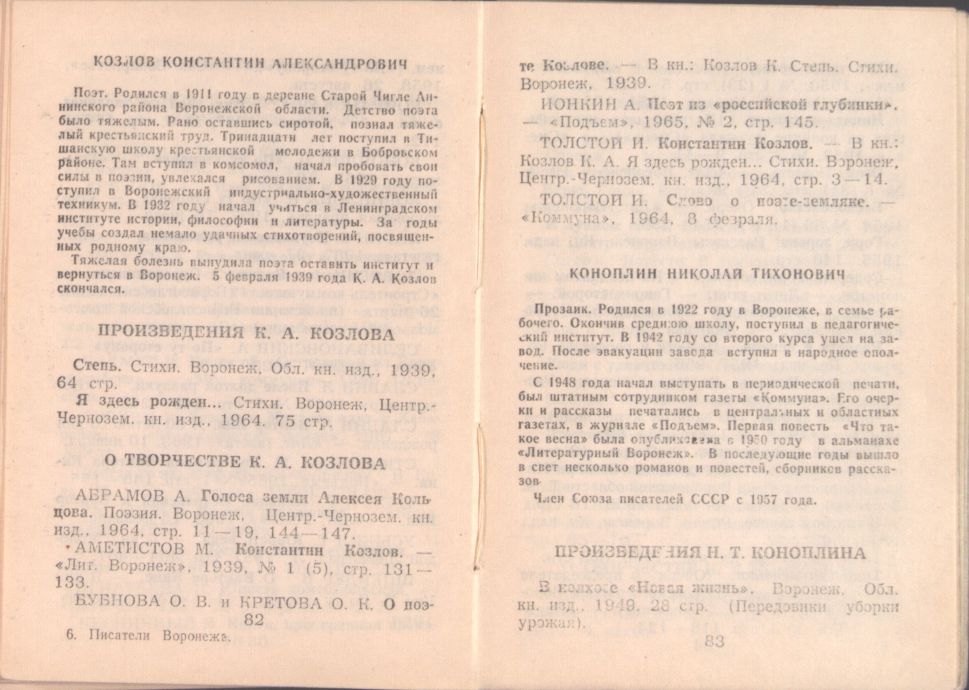 КОЗЛОВ КОНСТАНТИН АЛЕКСАНДРОВИЧ
Поэт. Родился в 1911 году в деревне Старой Чигле Ан-
нинского района Воронежской области. Детство поэта
было тяжелым. Рано оставшись сиротой, познал тяже-
лый крестьянский труд. Тринадцати лет поступил в Ти-
шанскую школу крестьянской молодежи в Бобровском
районе. Там вступил в комсомол, начал пробовать свои
силы в поэзии, увлекся рисованием. В 1929 году по-
ступил в Воронежский индустриально-художественный
техникум. В 1932 году начал учиться в Ленинградском
институте истории, философии и литературы. За годы
учебы создал немало удачных стихотворений, посвящен-
ных родному краю.
Тяжелая болезнь вынудила поэта оставить институт и
вернуться в Воронеж. 5 февраля 1939 года К. А. Козлов
скончался.
ПРОИЗВЕДЕНИЯ К. А. КОЗЛОВА
Степь. Стихи. Воронеж. Обл. кн. изд., 1939,
64 стр.
Я здесь рожден... Стихи. Воронеж, Центр.-
Чернозем. кн. изд., 1964. 75 стр.
О ТВОРЧЕСТВЕ К. А. КОЗЛОВА
АБРАМОВ А. Голоса земли Алексея Коль-
цова. Поэзия. Воронеж, Центр.-Чернозем. кн.
изд., 1964, стр. 11—19, 144—147.
АМЕТИСТОВ М. Константин Козлов. —
«Лит. Воронеж», 1939, № 1 (5), стр. 131—
133.
БУБНОВА О. В. и КРЕТОВА О. К. О поэ-
82
6. Писатели Воронежа.
те Козлове. — В кн.: Козлов К. Степь. Стихи.
Воронеж, 1939.
ИОНКИН А. Поэт из «российской глубинки».
— «Подъем», 1965, № 2, стр. 145.
ТОЛСТОЙ И. Константин Козлов. — В кн.:
Козлов К. А. Я здесь рожден... Стихи. Воронеж,
Центр.-Чернозем. кн. изд., 1964, стр. 3—14.
ТОЛСТОЙ И. Слово о поэте-земляке. —
«Коммуна», 1964, 8 февраля.
КОНОПЛИН НИКОЛАЙ ТИХОНОВИЧ
Прозаик. Родился в 1922 году в Воронеже, в семье ра-
бочего. Окончив среднюю школу, поступил в педагогиче-
ский институт. В 1942 году со второго курса ушел на за-
вод. После эвакуации завода вступил в народное опол-
чение.
С 1948 года начал выступать в периодической печати,
был штатным сотрудником газеты «Коммуна». Его очер-
ки и рассказы печатались в центральных и областных
газетах, в журнале «Подъем». Первая повесть «Что та-
кое весна» была опубликована в 1950 году в альманахе
«Литературный Воронеж». В последующие годы вышло
в свет несколько романов и повестей, сборников расска-
зов
Член Союза писателей СССР с 1957 года.
ПРОИЗВЕДЕНИЯ Н. Т. КОНОПЛИНА
В колхозе «Новая жизнь». Воронеж. Обл.
кн. изд., 1949. 28 стр. (Передовики уборки
урожая).
83